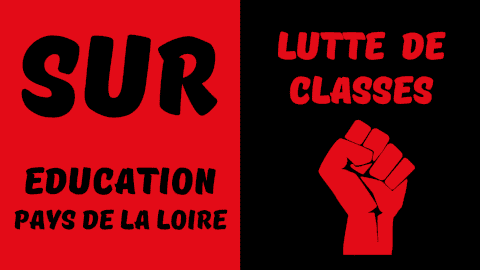 SUR
EDUCATION
PAYS DE LA LOIRE
LUTTE DE
CLASSES